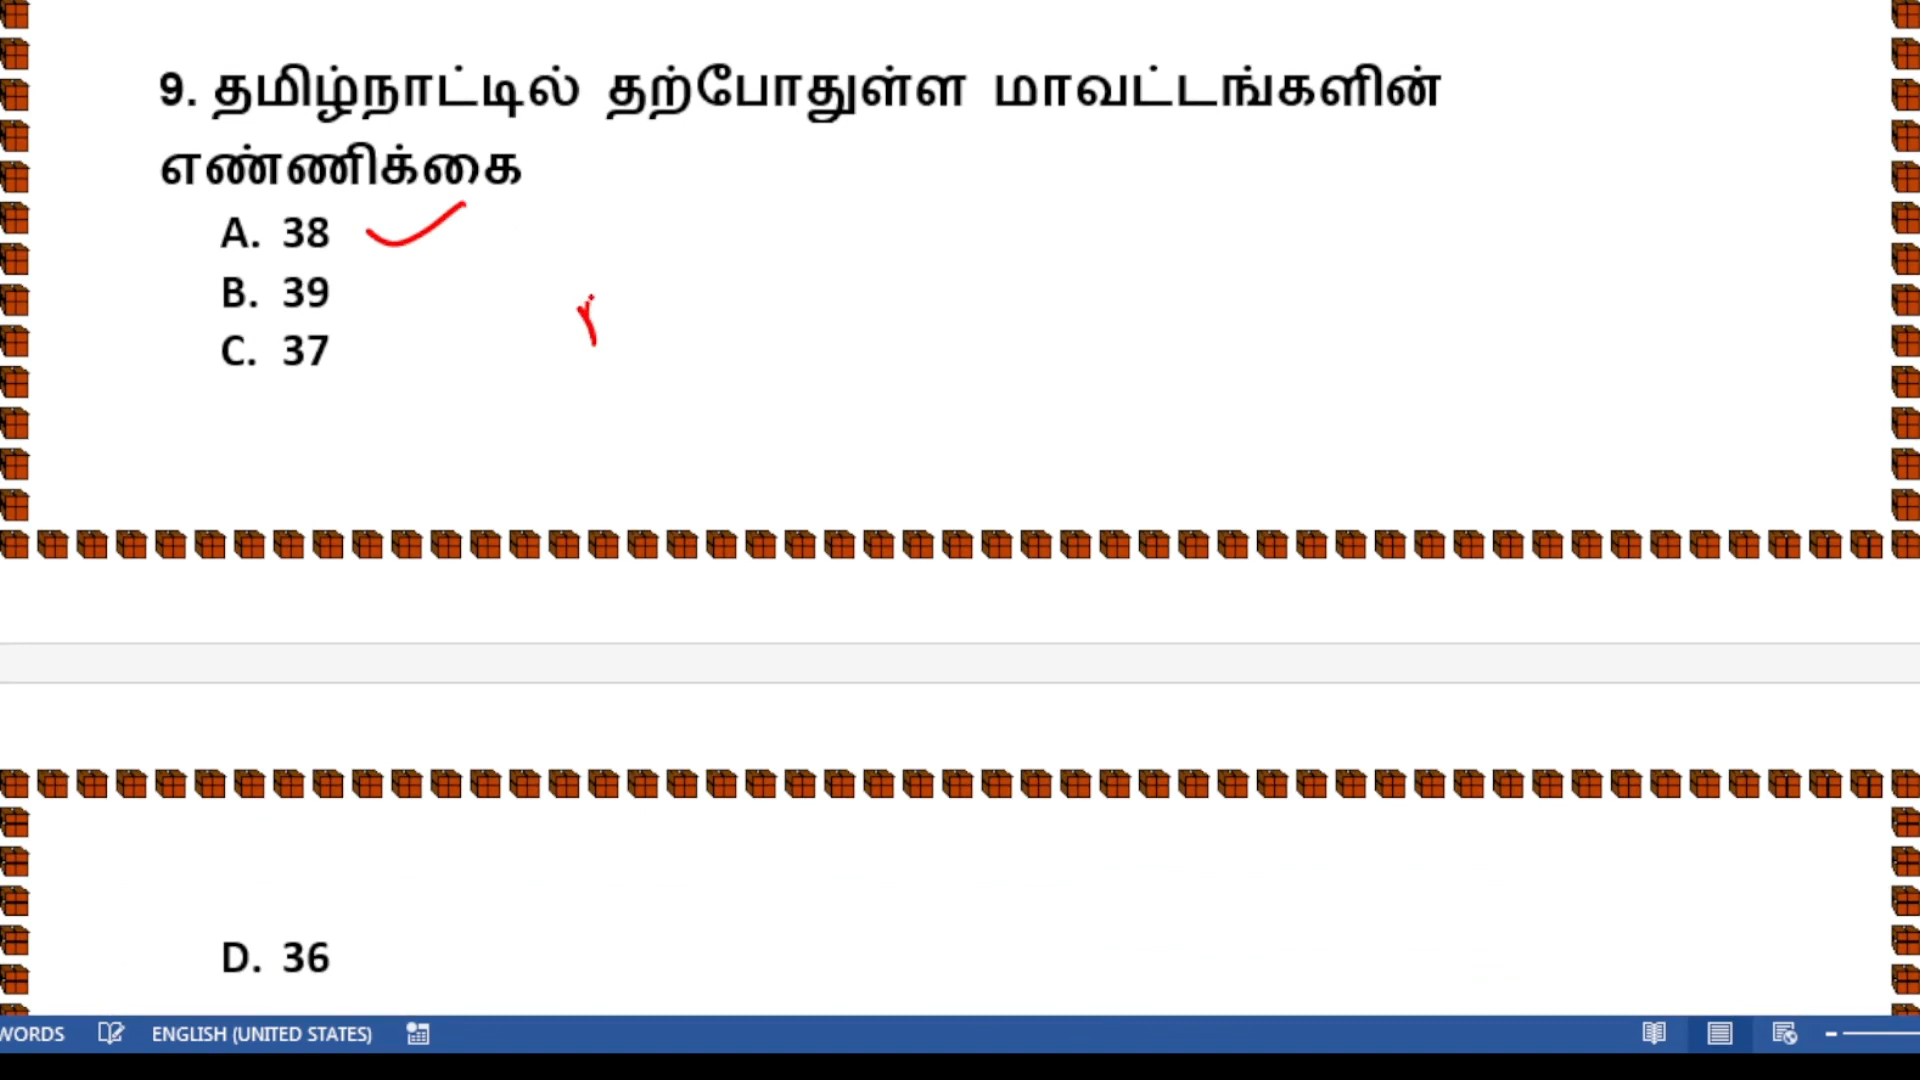 9. தமிழ்நாட்டில் தற்போதுள்ள மாவட்டங்களின்
எண்ணிக்கை
A. 38
B. 39
C. 37
D. 36
WORDS ENGLISH (UNITED STATES)